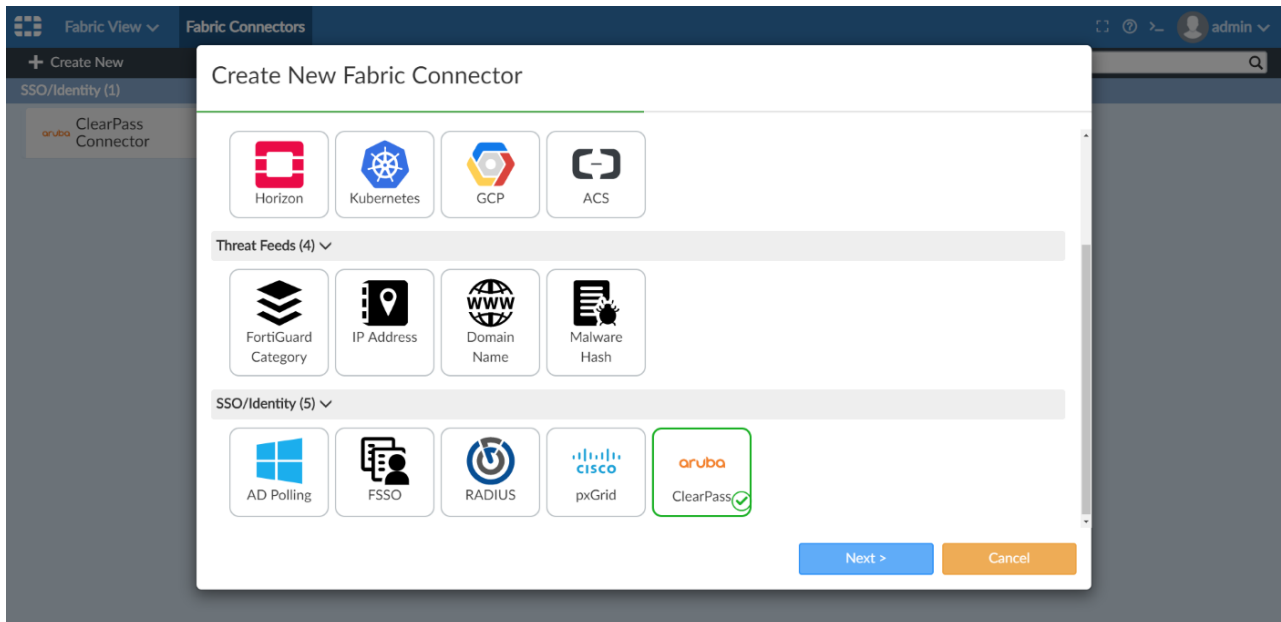 Fabric View
Fabric Connectors
admin
+ Create New
SSO/Identity (1)
aruba
ClearPass
Connector
Create New Fabric Connector
Horizon
Kubernetes
GCP
ACS
Threat Feeds (4)
FortiGuard
Category
IP Address
WWW
Domain
Name
Malware
Hash
SSO/Identity (5)
AD Polling
FSSO
RADIUS
CISCO
pxGrid
aruba
ClearPass
Next >
Cancel